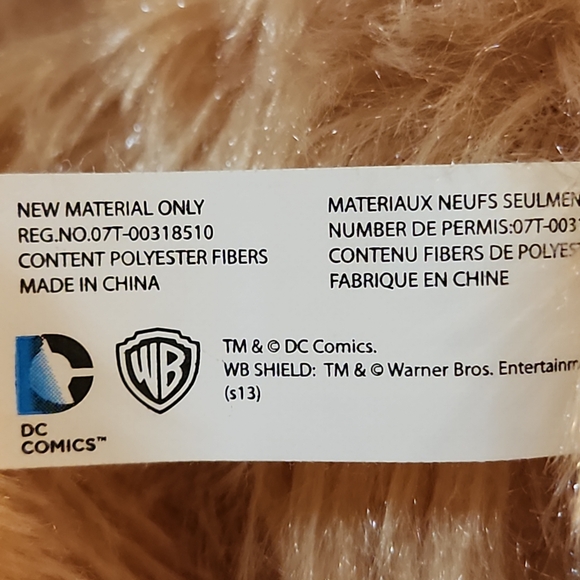 NEW MATERIAL ONLY
REG.NO.07T-00318510
CONTENT POLYESTER FIBERS
MADE IN CHINA
MATERIAUX NEUFS SEULMEN
NUMBER DE PERMIS:07T-003
CONTENU FIBERS DE POLYES
FABRIQUE EN CHINE
DC
COMICS™
WB
TM & © DC Comics.
WB SHIELD: TM & © Warner Bros. Entertainm
(s13)